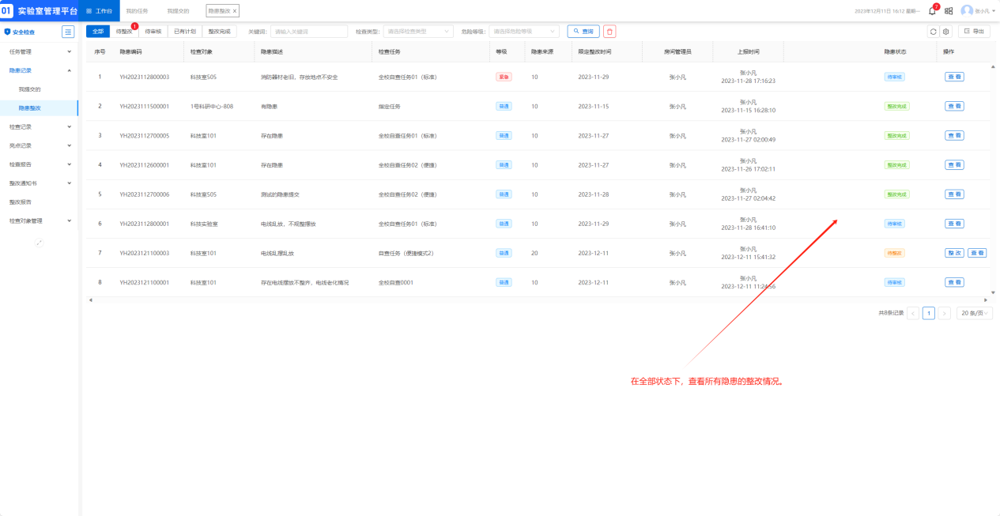 01 实验室管理平台 工作台 我的任务 我提交的 隐患整改 × 2023年12月11日 16:12 星期一 7 张小凡
安全检查
任务管理
隐患记录
我提交的
隐患整改
检查记录
亮点记录
检查报告
整改通知书
整改报告
检查对象管理
全部 待整改 1 待审核 已有计划 整改完成 关键词: 请输入关键词 检查类型: 请选择检查类型 危险等级: 请选择危险等级 查询 导出
序号 隐患编码 检查对象 隐患描述 检查任务 等级 隐患来源 限定整改时间 房间管理员 上报时间 隐患状态 操作
1 YH2023112800003 科技室505 消防器材老旧，存放地点不安全 全校自查任务01（标准） 紧急 10 2023-11-29 张小凡 张小凡 2023-11-28 17:16:23 待审核 查看
2 YH2023111500001 1号科研中心-808 有隐患 指定任务 普通 10 2023-11-15 张小凡 张小凡 2023-11-15 16:28:10 整改完成 查看
3 YH2023112700005 科技室101 存在隐患 全校自查任务01（标准） 普通 10 2023-11-27 张小凡 张小凡 2023-11-27 02:00:49 整改完成 查看
4 YH2023112600001 科技室101 存在隐患 全校自查任务02（便捷） 普通 10 2023-11-27 张小凡 张小凡 2023-11-26 17:02:11 整改完成 查看
5 YH2023112700006 科技室505 测试的隐患提交 全校自查任务02（便捷） 普通 10 2023-11-28 张小凡 张小凡 2023-11-27 02:04:42 整改完成 查看
6 YH2023112800001 科技实验室 电线乱放，不规整摆放 全校自查任务01（标准） 普通 10 2023-11-29 张小凡 张小凡 2023-11-28 16:41:10 待审核 查看
7 YH2023121100003 科技室101 电线乱摆乱放 自查任务（便捷模式2） 普通 20 2023-12-11 张小凡 张小凡 2023-12-11 15:41:32 待整改 整改 查看
8 YH2023121100001 科技室101 存在电线摆放不整齐，电线老化情况 全校自查0001 普通 10 2023-12-11 张小凡 张小凡 2023-12-11 11:24:56 待审核 查看
共8条记录 < 1 > 20 条/页
在全部状态下，查看所有隐患的整改情况。